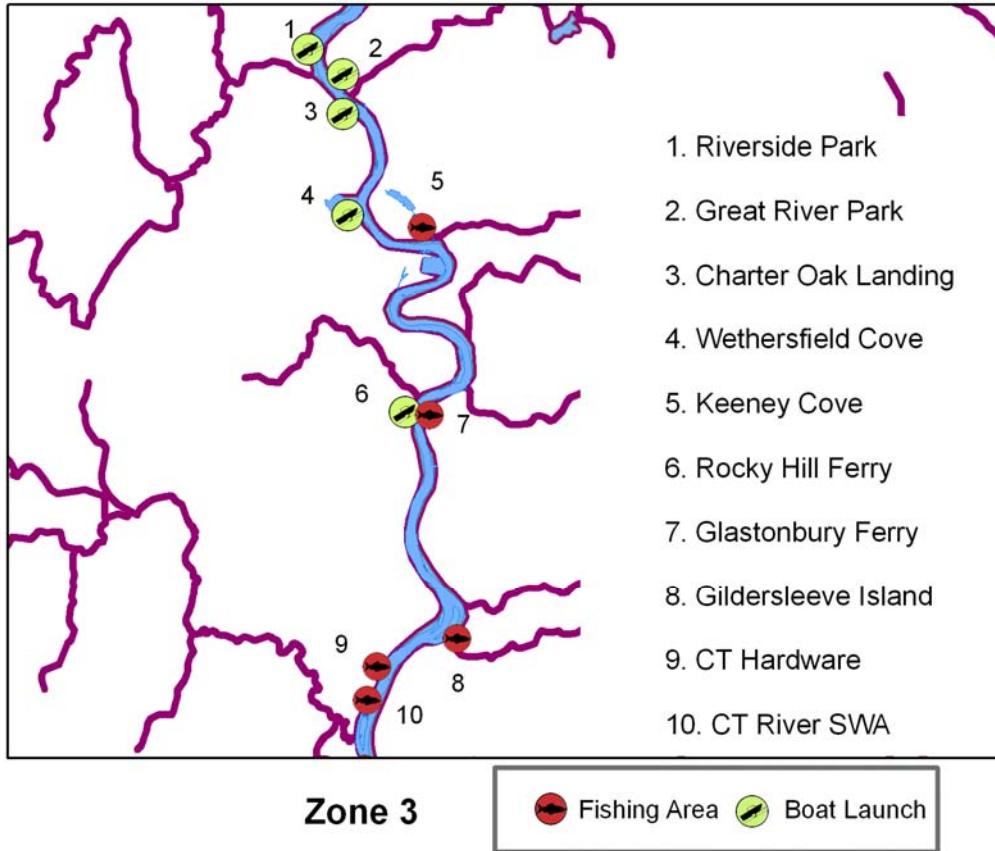 1
2
3
4
5
6
7
8
9
10
1. Riverside Park
2. Great River Park
3. Charter Oak Landing
4. Wethersfield Cove
5. Keeney Cove
6. Rocky Hill Ferry
7. Glastonbury Ferry
8. Gildersleeve Island
9. CT Hardware
10. CT River SWA
Zone 3
Fishing Area
Boat Launch